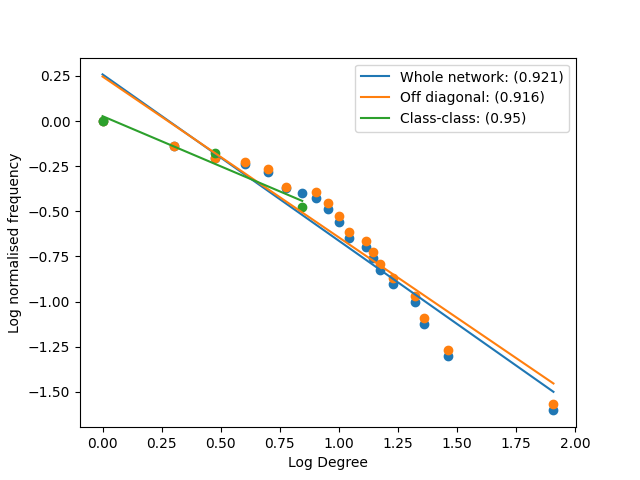 Whole network: (0.921)
Off diagonal: (0.916)
Class-class: (0.95)
0.25
0.00
−0.25
−0.50
−0.75
−1.00
−1.25
−1.50
Log normalised frequency
0.00 0.25 0.50 0.75 1.00 1.25 1.50 1.75 2.00
Log Degree